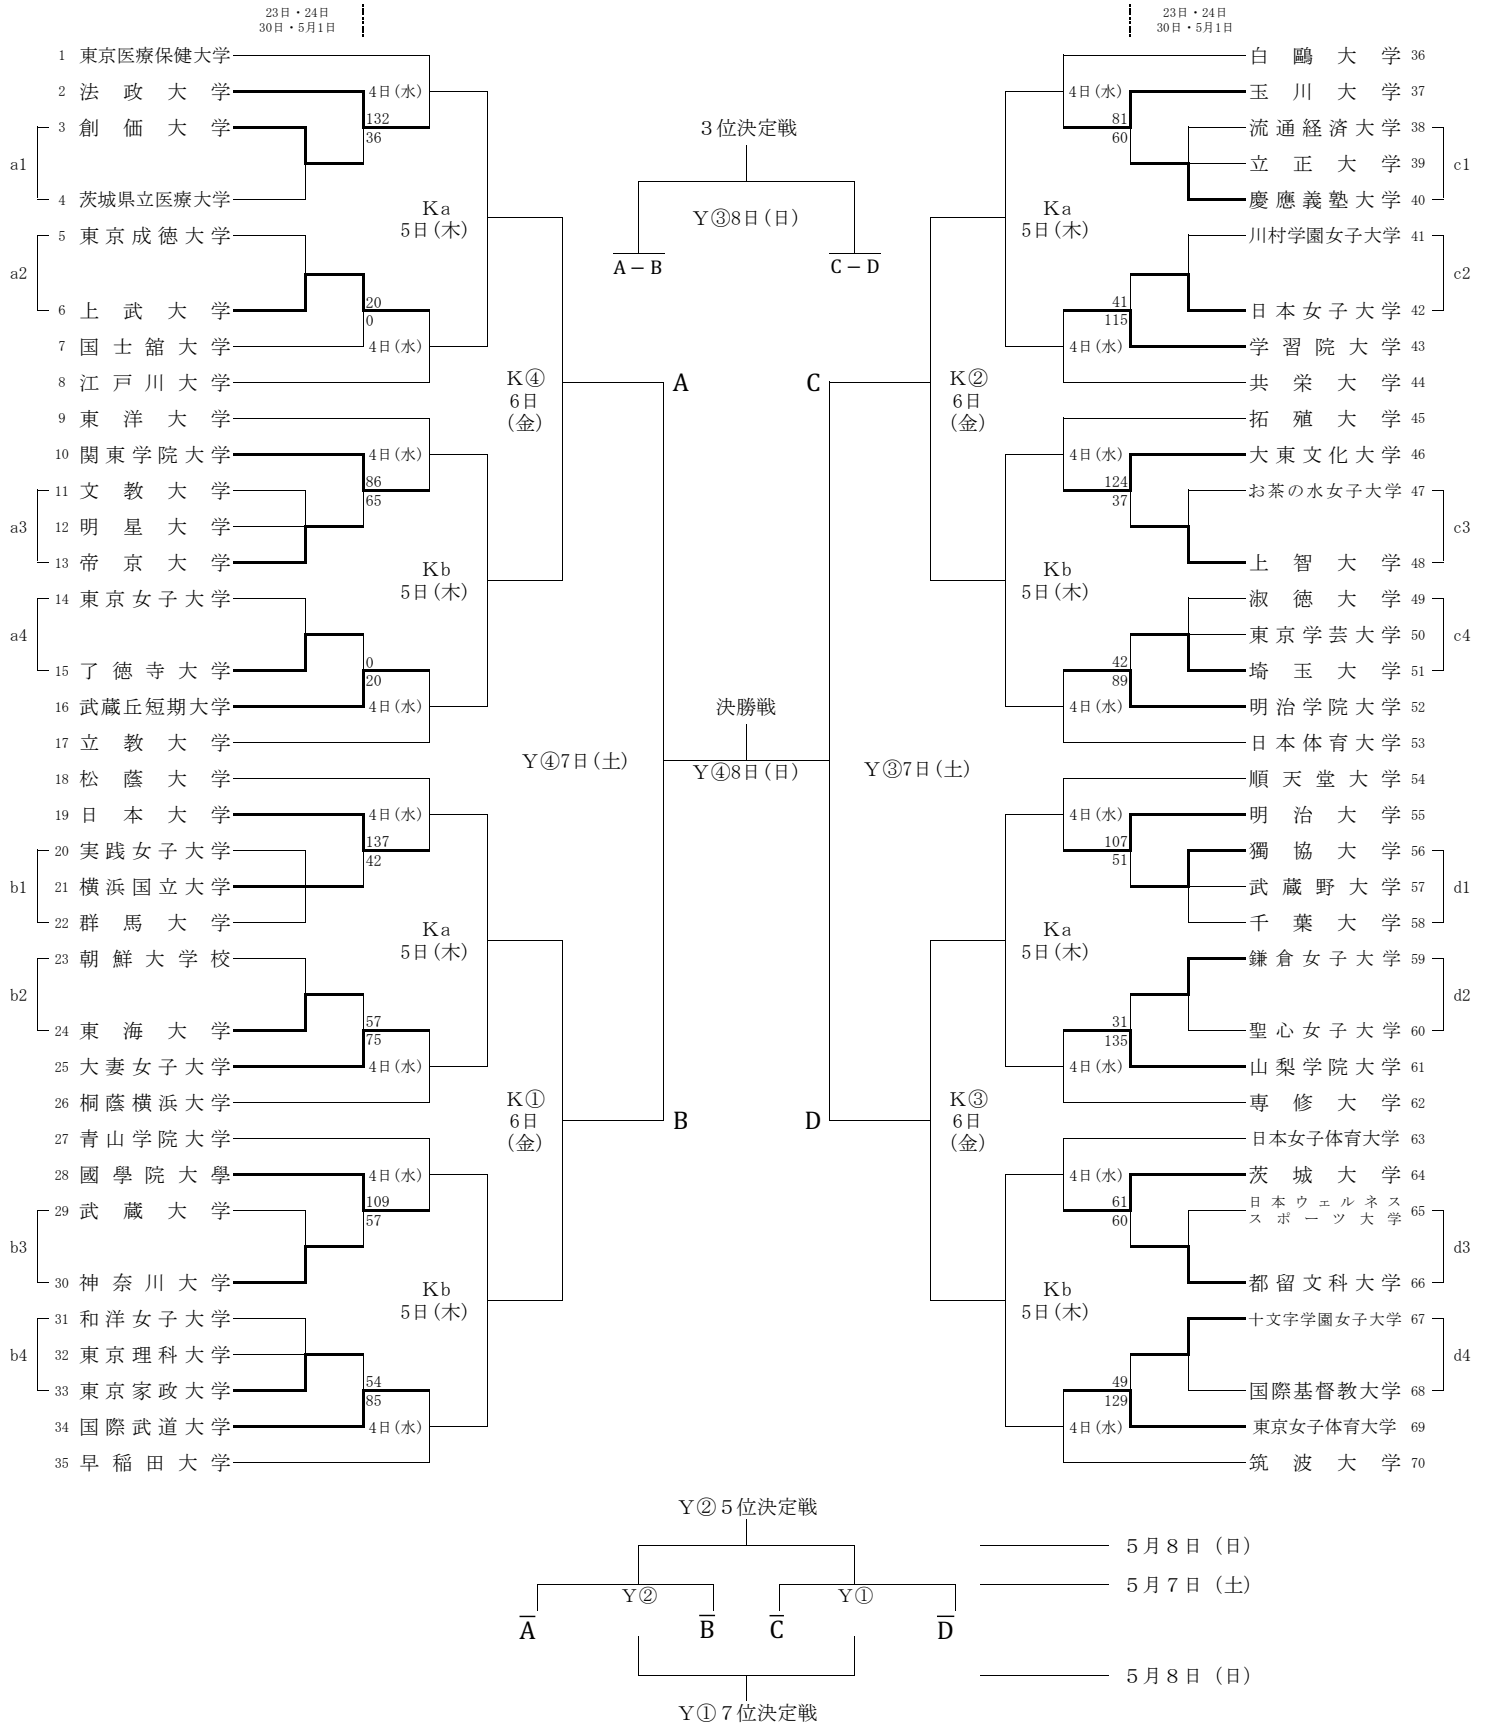 23日・24日
30日・5月1日
23日・24日
30日・5月1日
1 東京医療保健大学
2 法政大学
3 創価大学
4 茨城県立医療大学
5 東京成徳大学
6 上武大学
7 国士舘大学
8 江戸川大学
9 東洋大学
10 関東学院大学
11 文教大学
12 明星大学
13 帝京大学
14 東京女子大学
15 了徳寺大学
16 武蔵丘短期大学
17 立教大学
18 松蔭大学
19 日本大学
20 実践女子大学
21 横浜国立大学
22 群馬大学
23 朝鮮大学校
24 東海大学
25 大妻女子大学
26 桐蔭横浜大学
27 青山学院大学
28 國學院大學
29 武蔵大学
30 神奈川大学
31 和洋女子大学
32 東京理科大学
33 東京家政大学
34 国際武道大学
35 早稲田大学
a1
a2
a3
a4
b1
b2
b3
b4
4日(水)
132
36
20
0
4日(水)
4日(水)
86
65
0
20
4日(水)
4日(水)
137
42
57
75
4日(水)
4日(水)
109
57
54
85
4日(水)
Ka
5日(木)
Kb
5日(木)
Ka
5日(木)
Kb
5日(木)
K④
6日
(金)
K①
6日
(金)
A
B
Y④7日(土)
3位決定戦
Y③8日(日)
A－B
C－D
決勝戦
Y④8日(日)
Y③7日(土)
C
D
K②
6日
(金)
K③
6日
(金)
Ka
5日(木)
Kb
5日(木)
Ka
5日(木)
Kb
5日(木)
4日(水)
81
60
41
115
4日(水)
4日(水)
124
37
42
89
4日(水)
4日(水)
107
51
31
135
4日(水)
4日(水)
61
60
49
129
4日(水)
白鷗大学 36
玉川大学 37
流通経済大学 38
立正大学 39
慶應義塾大学 40
川村学園女子大学 41
日本女子大学 42
学習院大学 43
共栄大学 44
拓殖大学 45
大東文化大学 46
お茶の水女子大学 47
上智大学 48
淑徳大学 49
東京学芸大学 50
埼玉大学 51
明治学院大学 52
日本体育大学 53
順天堂大学 54
明治大学 55
獨協大学 56
武蔵野大学 57
千葉大学 58
鎌倉女子大学 59
聖心女子大学 60
山梨学院大学 61
専修大学 62
日本女子体育大学 63
茨城大学 64
日本ウェルネス
スポーツ大学 65
都留文科大学 66
十文字学園女子大学 67
国際基督教大学 68
東京女子体育大学 69
筑波大学 70
c1
c2
c3
c4
d1
d2
d3
d4
Y②5位決定戦
5月8日(日)
5月7日(土)
Y②
Y①
A̅
B̅
C̅
D̅
5月8日(日)
Y①7位決定戦